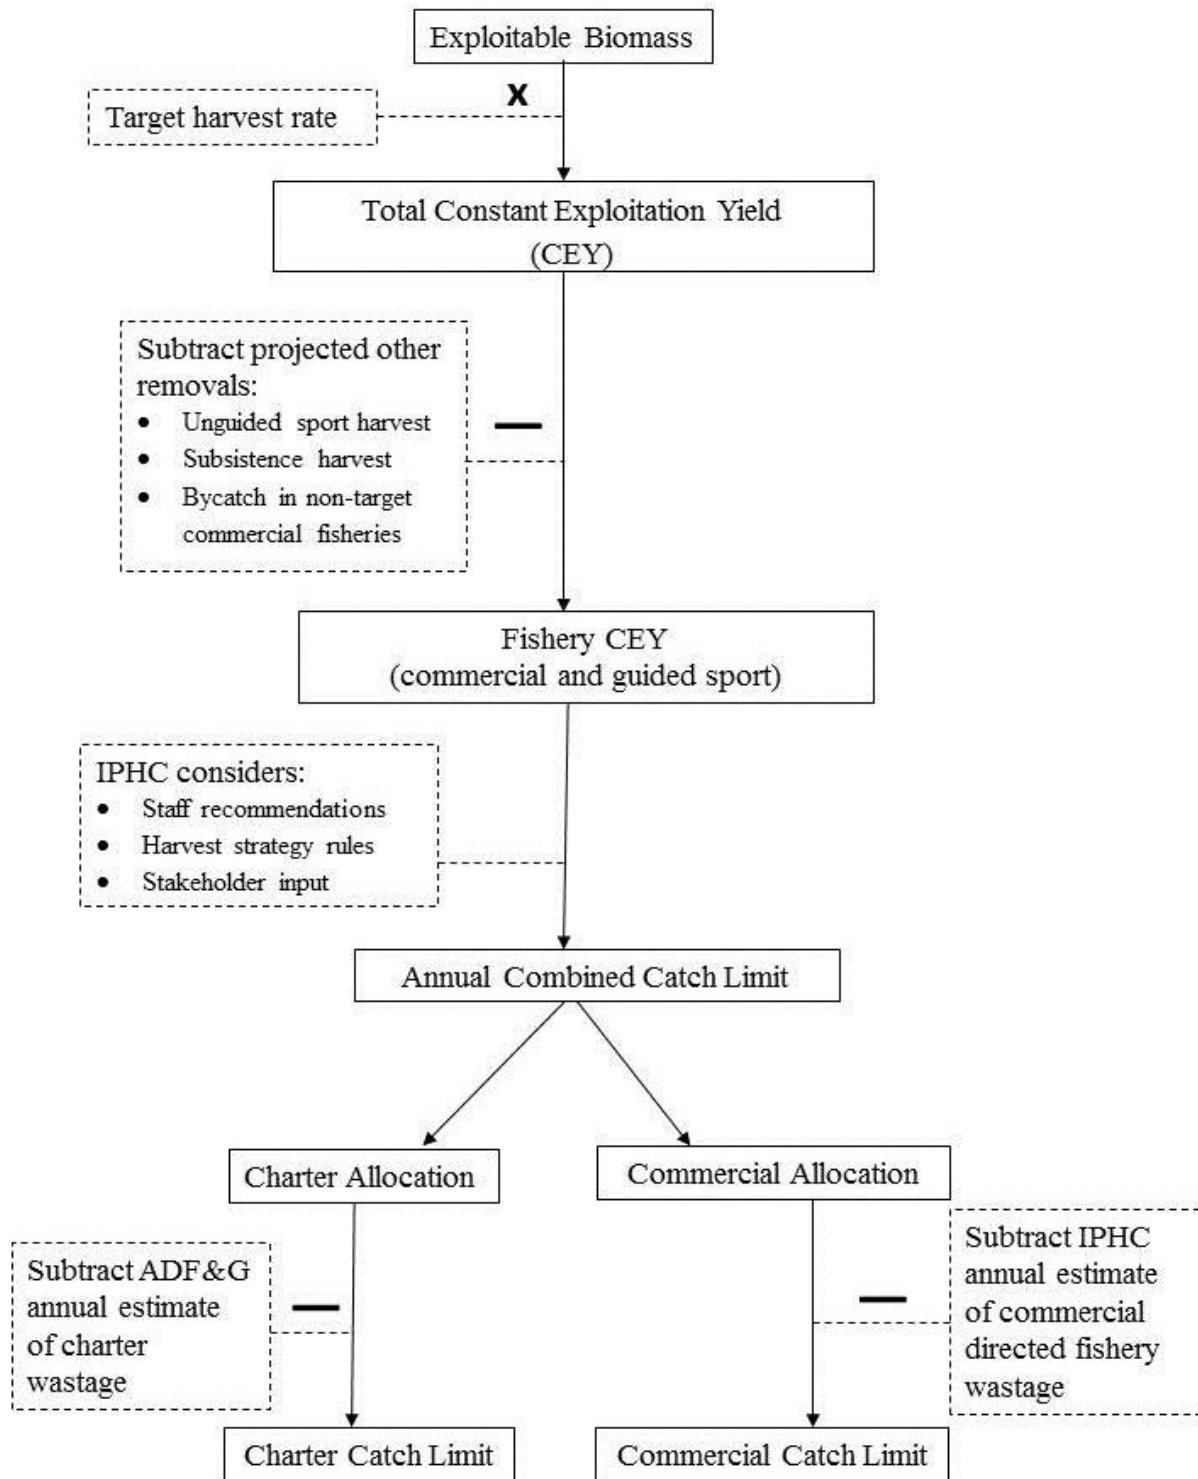 Exploitable Biomass
X
Target harvest rate
Total Constant Exploitation Yield
(CEY)
Subtract projected other
removals:
• Unguided sport harvest
• Subsistence harvest
• Bycatch in non-target
commercial fisheries
—
Fishery CEY
(commercial and guided sport)
IPHC considers:
• Staff recommendations
• Harvest strategy rules
• Stakeholder input
Annual Combined Catch Limit
Charter Allocation
Commercial Allocation
Subtract ADF&G
annual estimate
of charter
wastage
—
Subtract IPHC
annual estimate
of commercial
directed fishery
wastage
—
Charter Catch Limit
Commercial Catch Limit